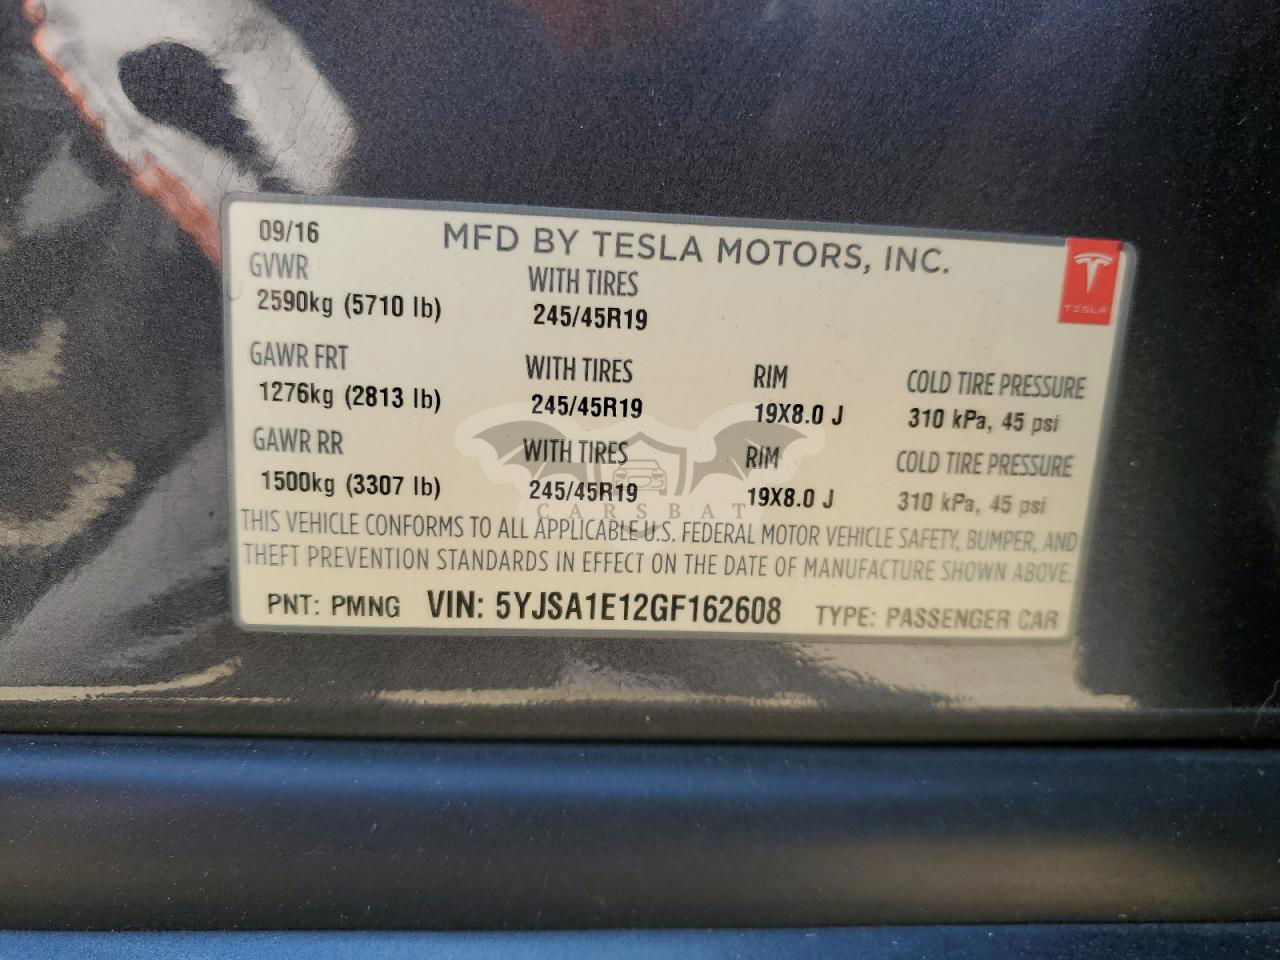 09/16 MFD BY TESLA MOTORS, INC.
GVWR WITH TIRES
2590kg (5710 lb) 245/45R19
TESLA
GAWR FRT WITH TIRES RIM COLD TIRE PRESSURE
1276kg (2813 lb) 245/45R19 19X8.0 J 310 kPa, 45 psi
GAWR RR WITH TIRES RIM COLD TIRE PRESSURE
1500kg (3307 lb) 245/45R19 19X8.0 J 310 kPa, 45 psi
CARSBAT
THIS VEHICLE CONFORMS TO ALL APPLICABLE U.S. FEDERAL MOTOR VEHICLE SAFETY, BUMPER, AND
THEFT PREVENTION STANDARDS IN EFFECT ON THE DATE OF MANUFACTURE SHOWN ABOVE.
PNT: PMNG VIN: 5YJSA1E12GF162608 TYPE: PASSENGER CAR